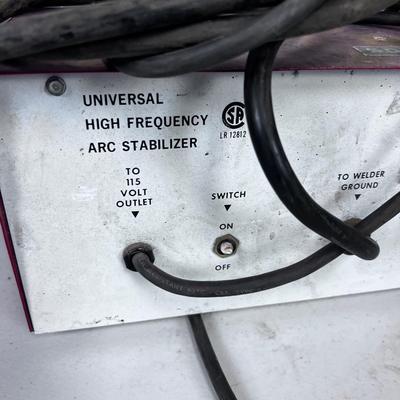 UNIVERSAL
HIGH FREQUENCY
ARC STABILIZER
SA
LR 12812
TO
115
VOLT
OUTLET
SWITCH
ON
OFF
TO WELDER
GROUND